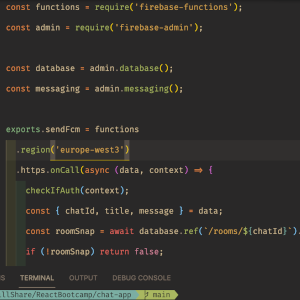 const functions = require('firebase-functions');
const admin = require('firebase-admin');
const database = admin.database();
const messaging = admin.messaging();
exports.sendFcm = functions
.region('europe-west3')
.https.onCall(async (data, context) => {
checkIfAuth(context);
const { chatId, title, message } = data;
const roomSnap = await database.ref(`/rooms/${chatId}`).
if (!roomSnap) return false;
TERMINAL OUTPUT DEBUG CONSOLE
llShare/ReactBootcamp/chat-app main